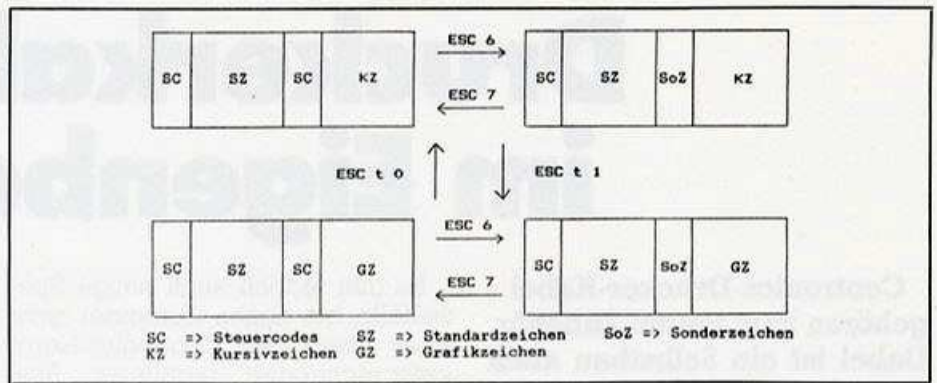 ESC 6
SC SZ SC KZ SC SZ SoZ KZ
ESC 7
ESC t 0 ESC t 1
ESC 6
SC SZ SC GZ SC SZ SoZ GZ
ESC 7
SC => Steuercodes SZ => Standardzeichen SoZ => Sonderzeichen
KZ => Kursivzeichen GZ => Grafikzeichen